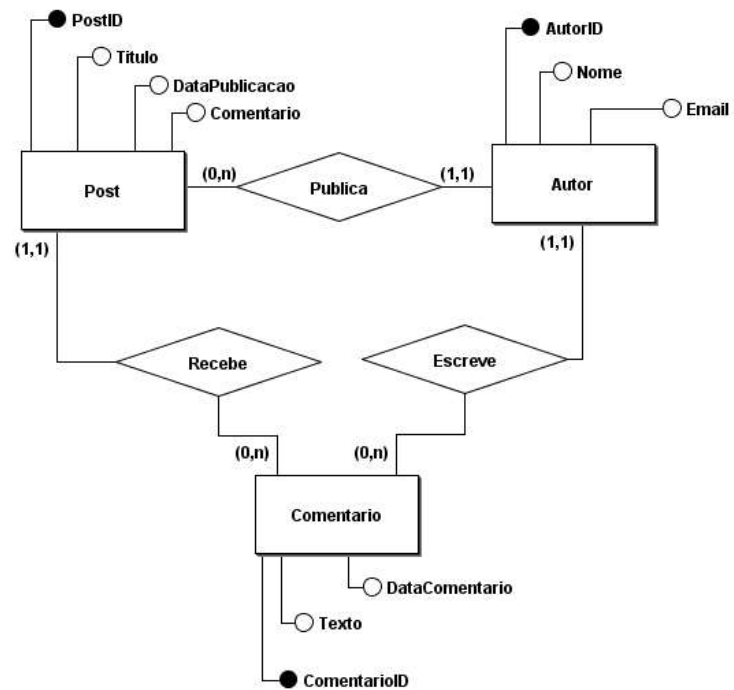 PostID
Titulo
DataPublicacao
Comentario
AutorID
Nome
Email
Post
(0,n)
Publica
(1,1)
Autor
(1,1)
(1,1)
Recebe
Escreve
(0,n)
(0,n)
Comentario
DataComentario
Texto
ComentarioID